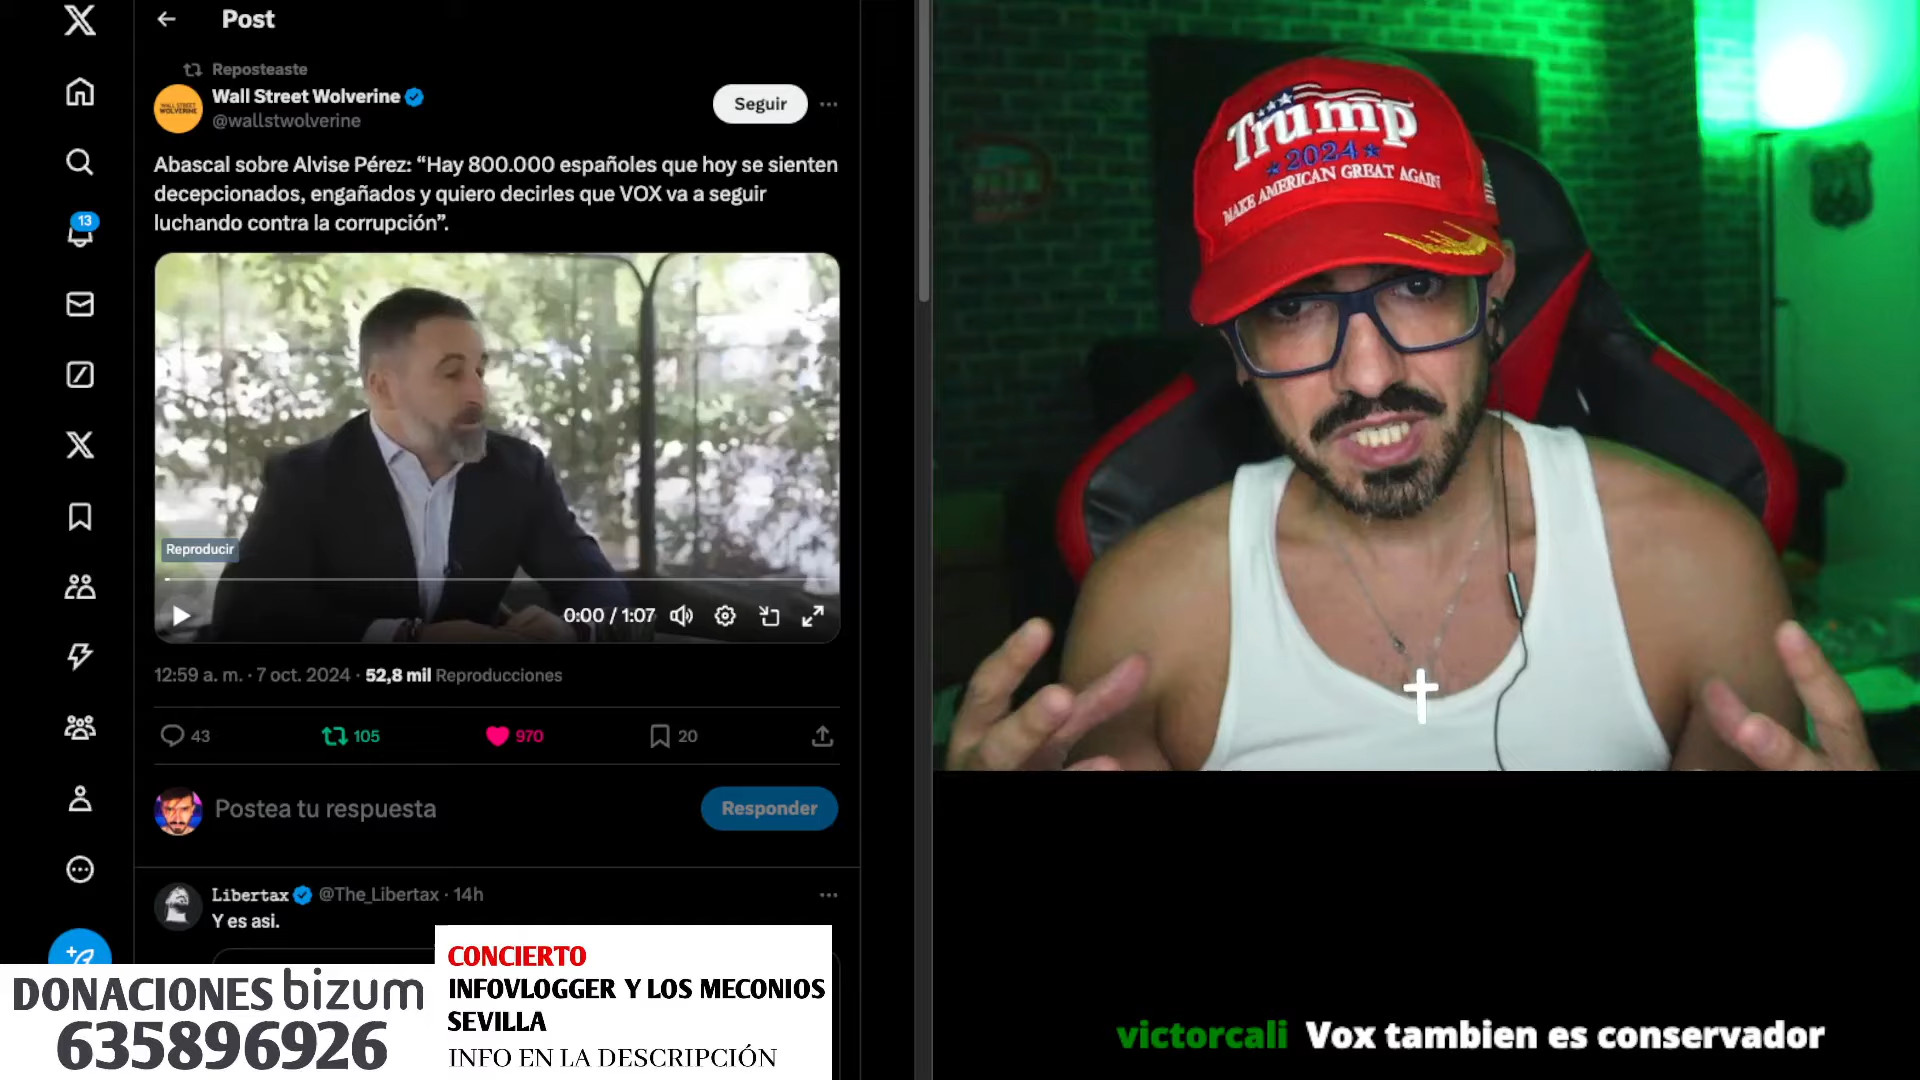 Post
Reposteaste
Wall Street Wolverine
@wallstwolverine
Seguir
WALL STREET
WOLVERINE
Abascal sobre Alvise Pérez: “Hay 800.000 españoles que hoy se sienten
decepcionados, engañados y quiero decirles que VOX va a seguir
luchando contra la corrupción”.
13
Reproducir
0:00 / 1:07
12:59 a. m. · 7 oct. 2024 · 52,8 mil Reproducciones
43
105
970
20
Postea tu respuesta
Responder
Libertax @The_Libertax · 14h
Y es asi.
DONACIONES bizum
635896926
CONCIERTO
INFOVLOGGER Y LOS MECONIOS
SEVILLA
INFO EN LA DESCRIPCIÓN
Trump
2024
MAKE AMERICAN GREAT AGAIN
victorcali Vox tambien es conservador